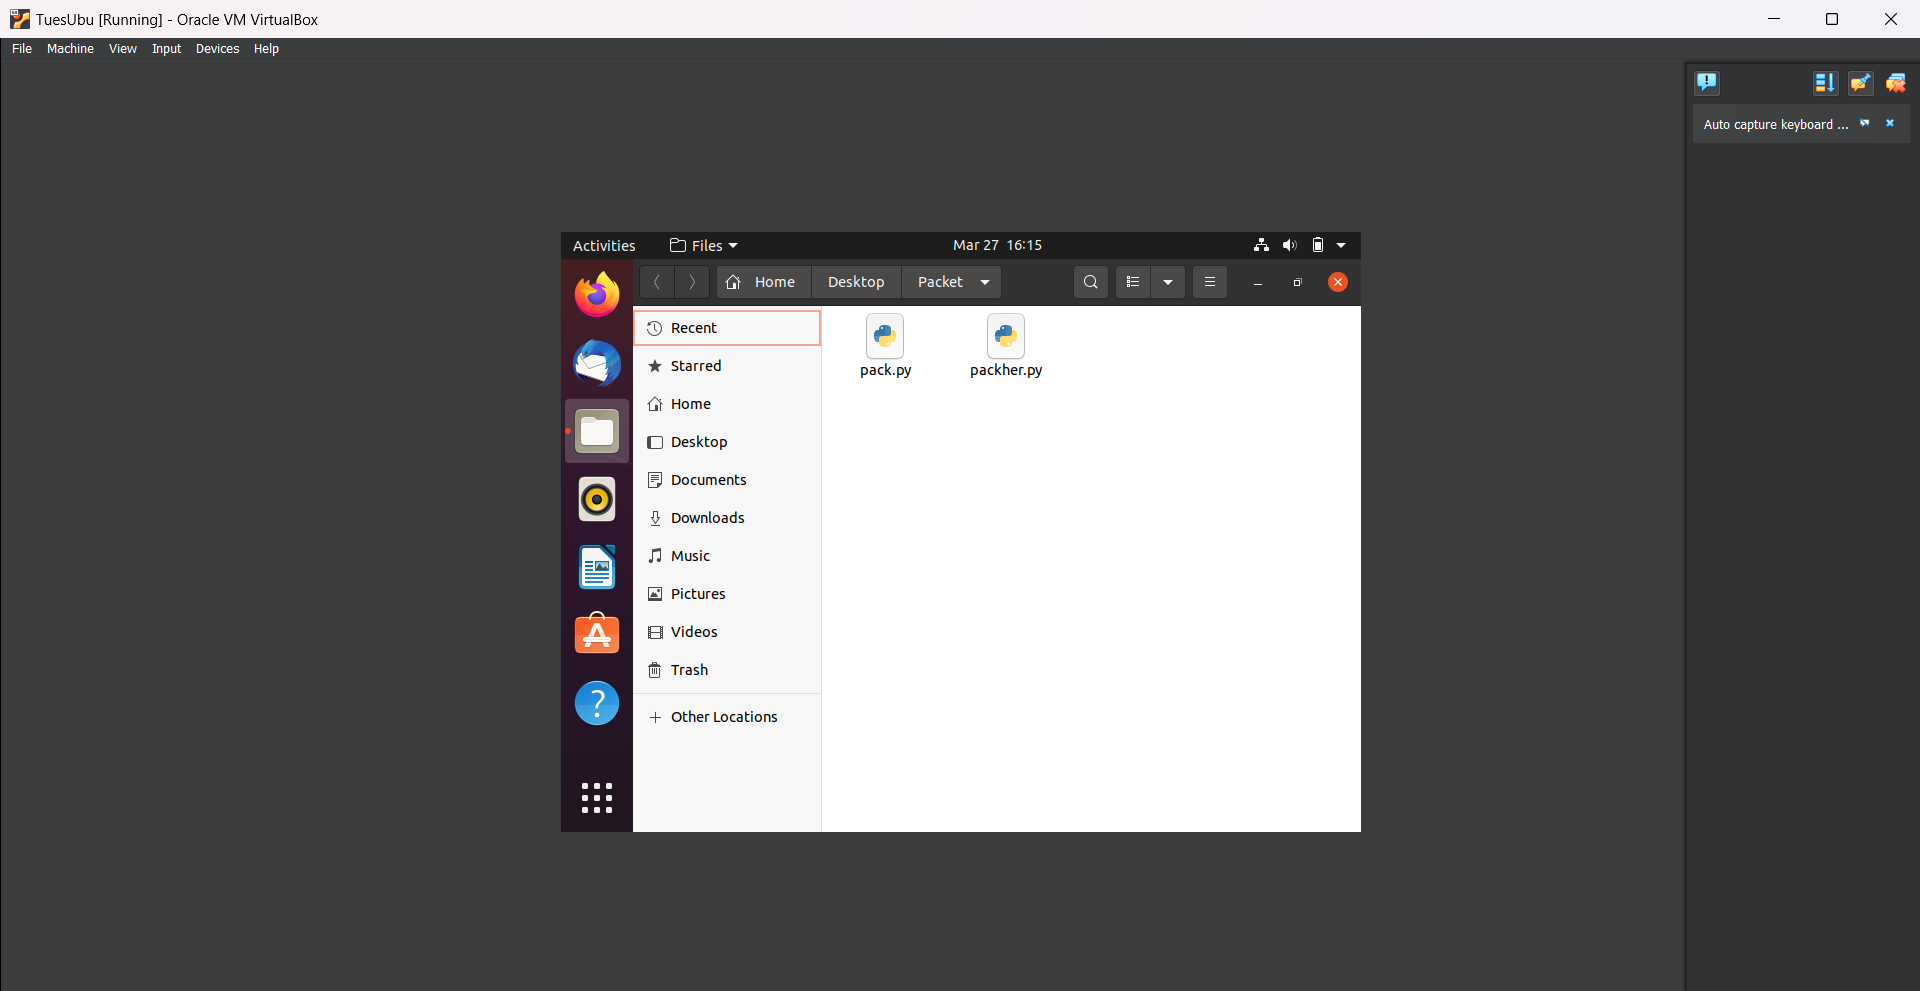 TuesUbu [Running] - Oracle VM VirtualBox
File Machine View Input Devices Help
Auto capture keyboard ...
Activities Files Mar 27 16:15
Home Desktop Packet
Recent
Starred
Home
Desktop
Documents
Downloads
Music
Pictures
Videos
Trash
Other Locations
pack.py packher.py